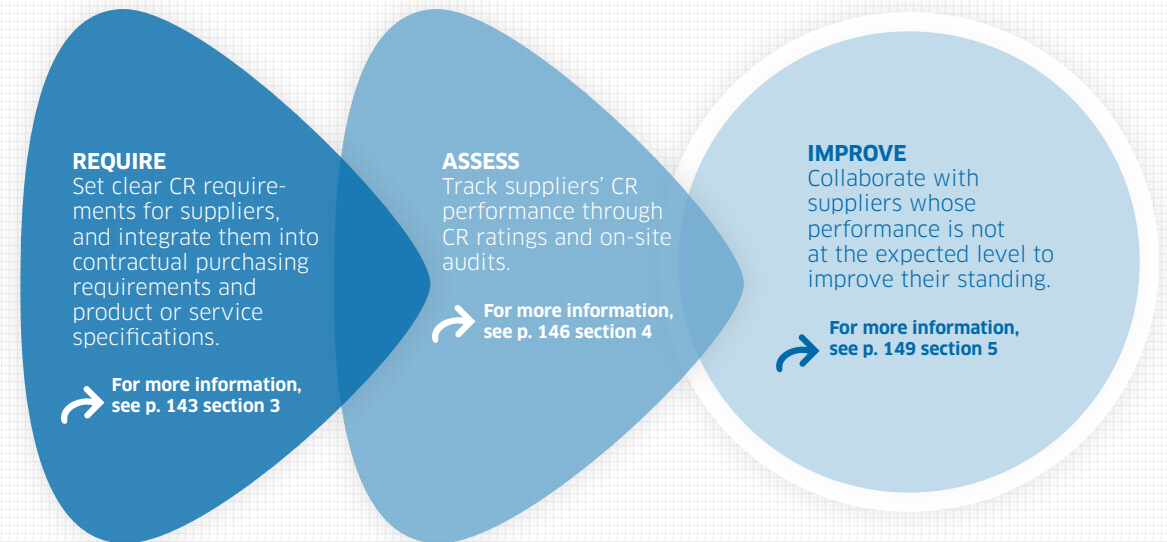 REQUIRE
Set clear CR require-
ments for suppliers,
and integrate them into
contractual purchasing
requirements and
product or service
specifications.
For more information,
see p. 143 section 3
ASSESS
Track suppliers’ CR
performance through
CR ratings and on-site
audits.
For more information,
see p. 146 section 4
IMPROVE
Collaborate with
suppliers whose
performance is not
at the expected level to
improve their standing.
For more information,
see p. 149 section 5